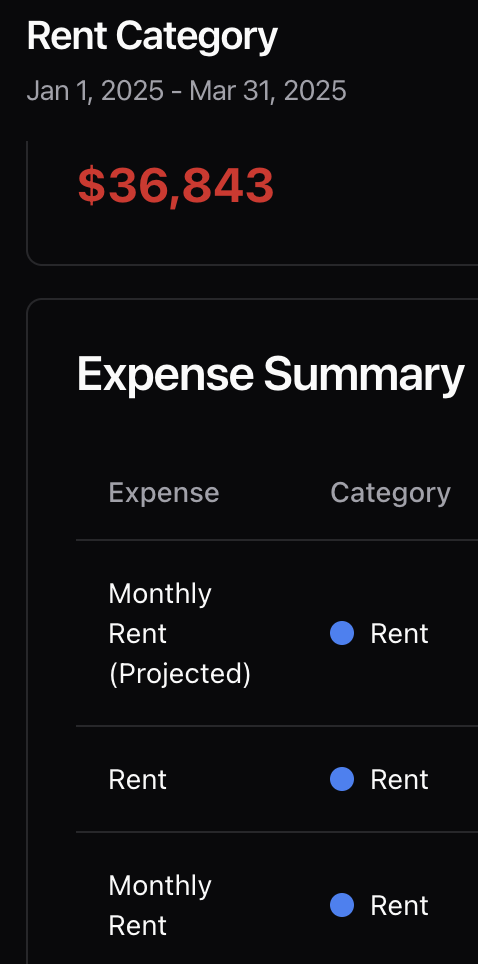 Rent Category
Jan 1, 2025 - Mar 31, 2025
$36,843
Expense Summary
Expense Category
Monthly
Rent
(Projected)
Rent
Rent
Rent
Monthly
Rent
Rent